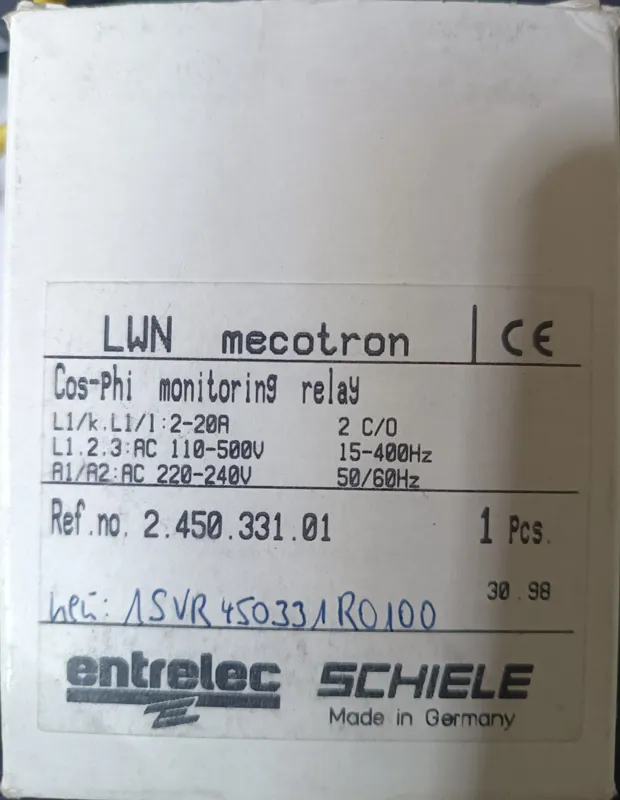 LWN mecotron CE
Cos-Phi monitoring relay
L1/k.L1/l:2-20A 2 C/O
L1.2.3:AC 110-500V 15-400Hz
A1/A2:AC 220-240V 50/60Hz
Ref.no. 2.450.331.01 1 Pcs.
30.98
neu: 1SVR450331R0100
entrelec SCHIELE
Made in Germany